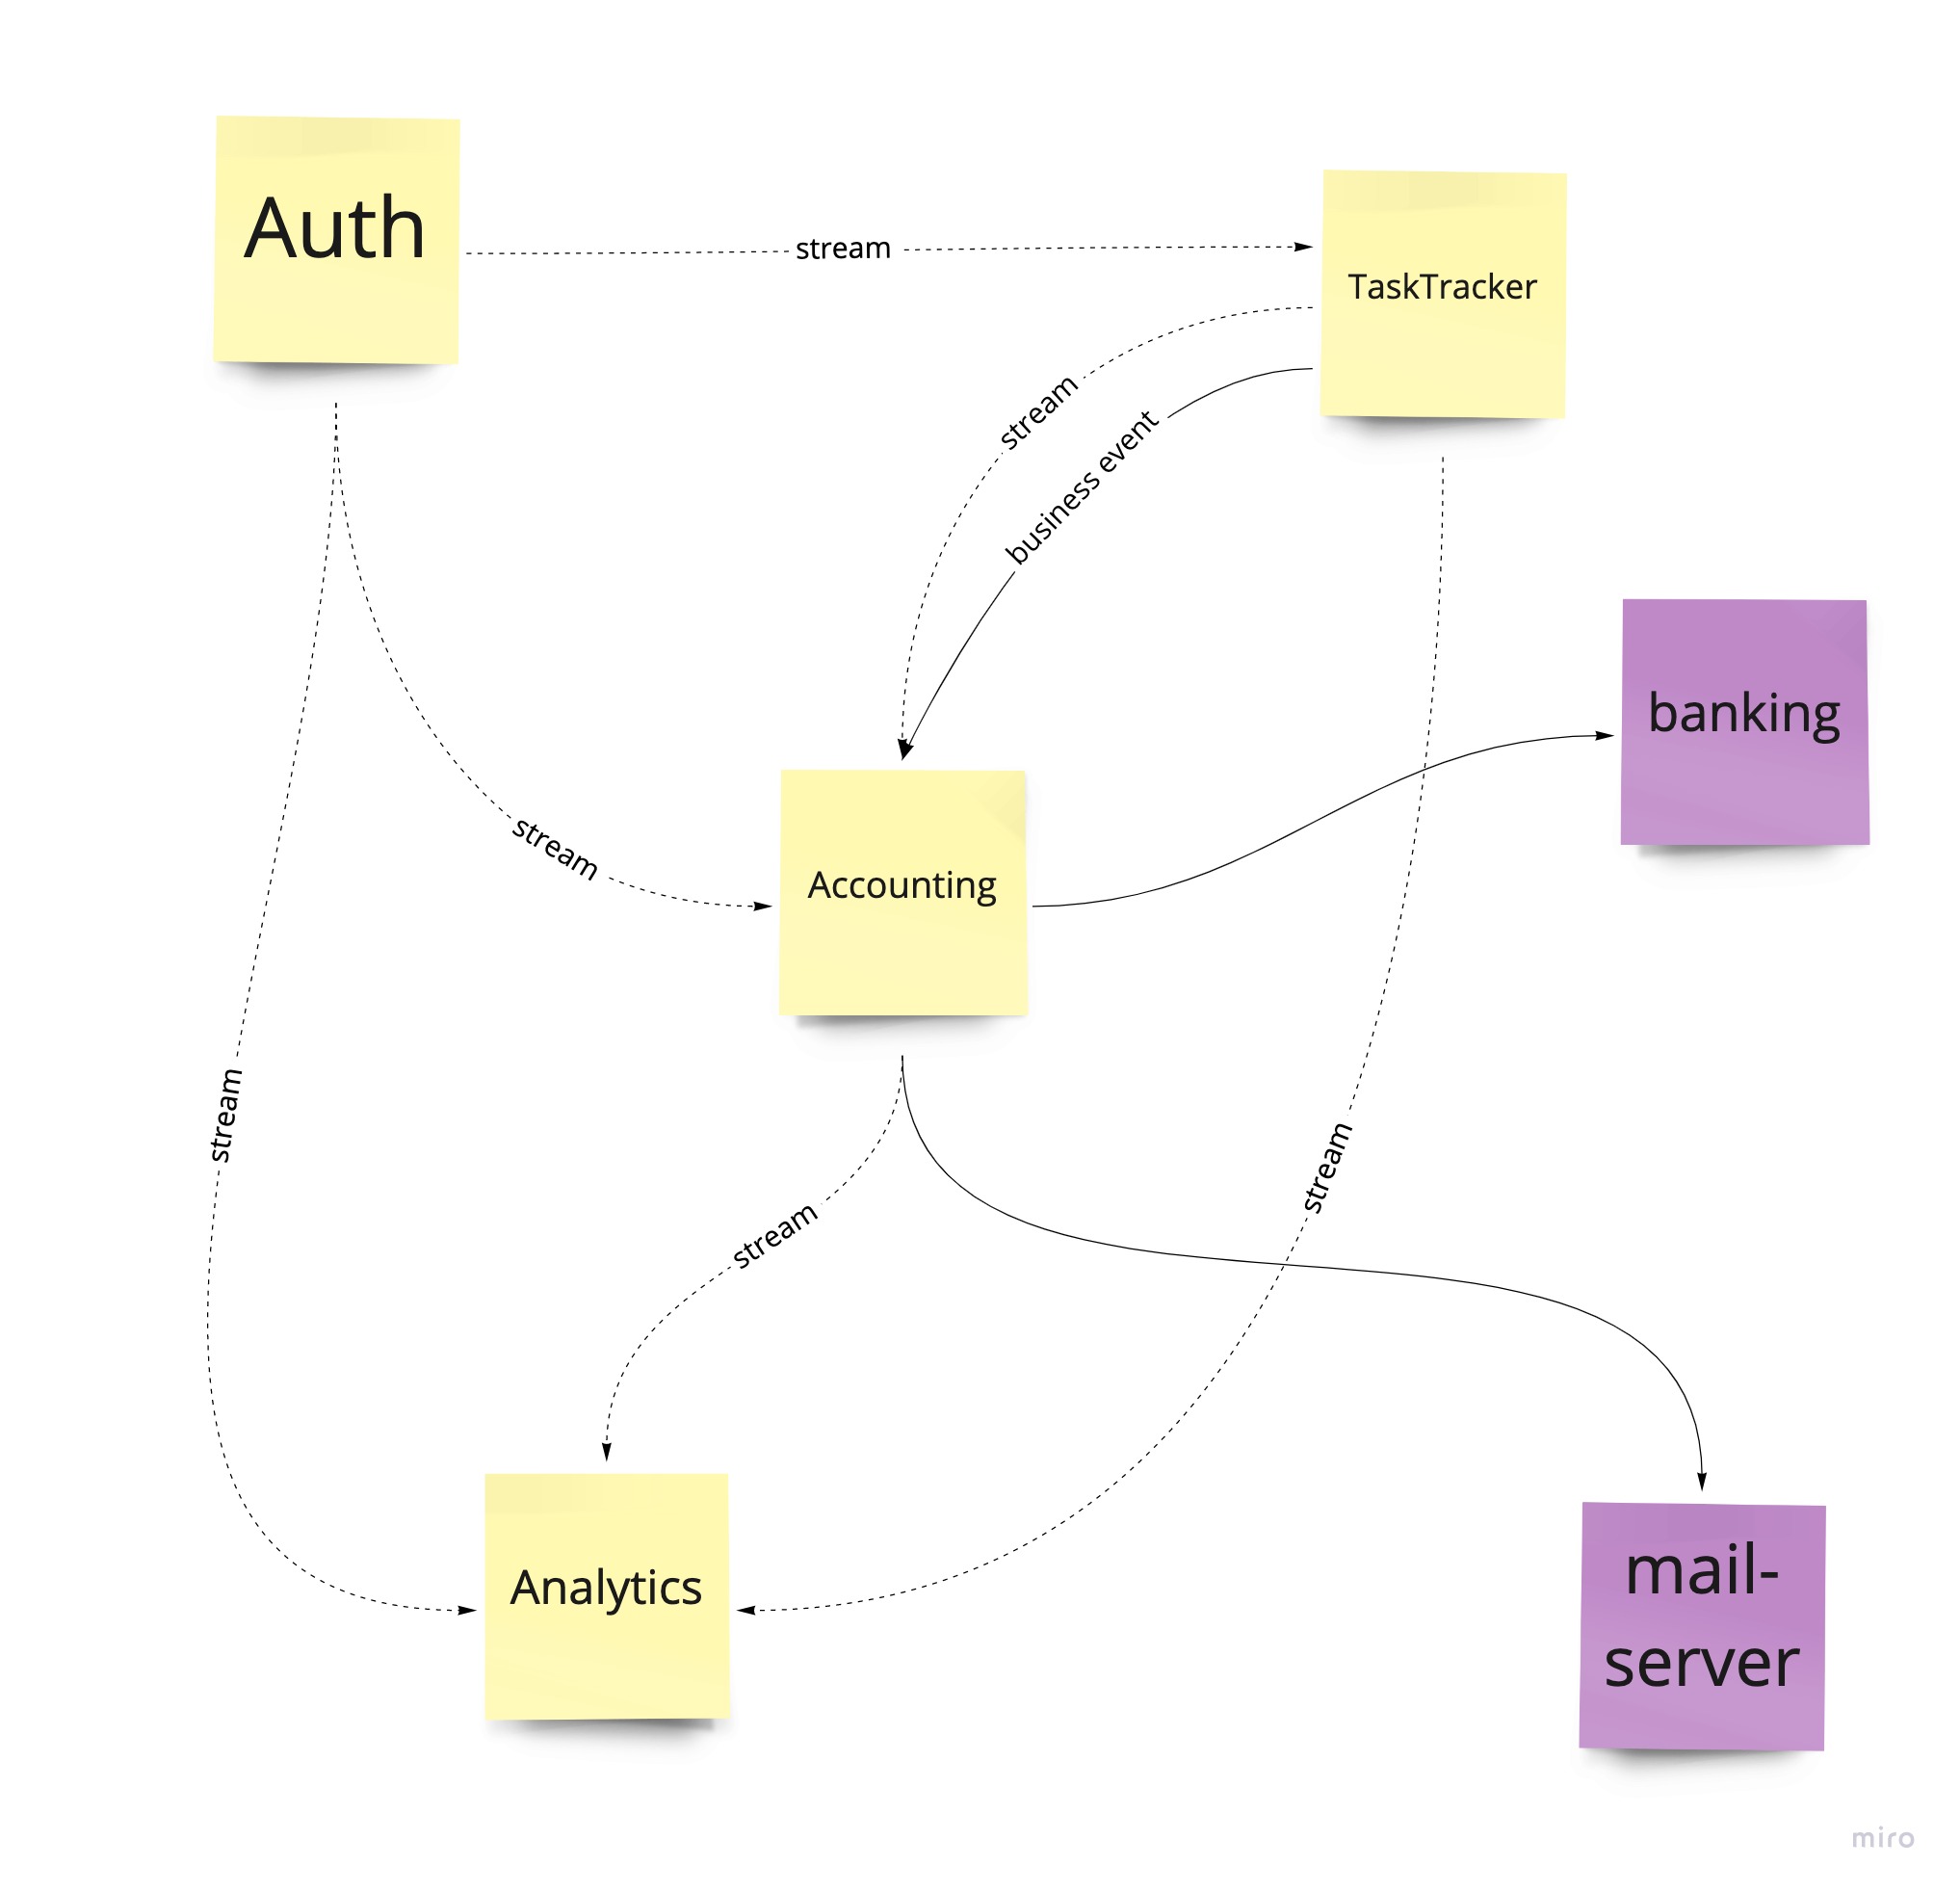 Auth
stream
TaskTracker
stream
business event
banking
stream
Accounting
stream
stream
stream
Analytics
mail-
server
miro